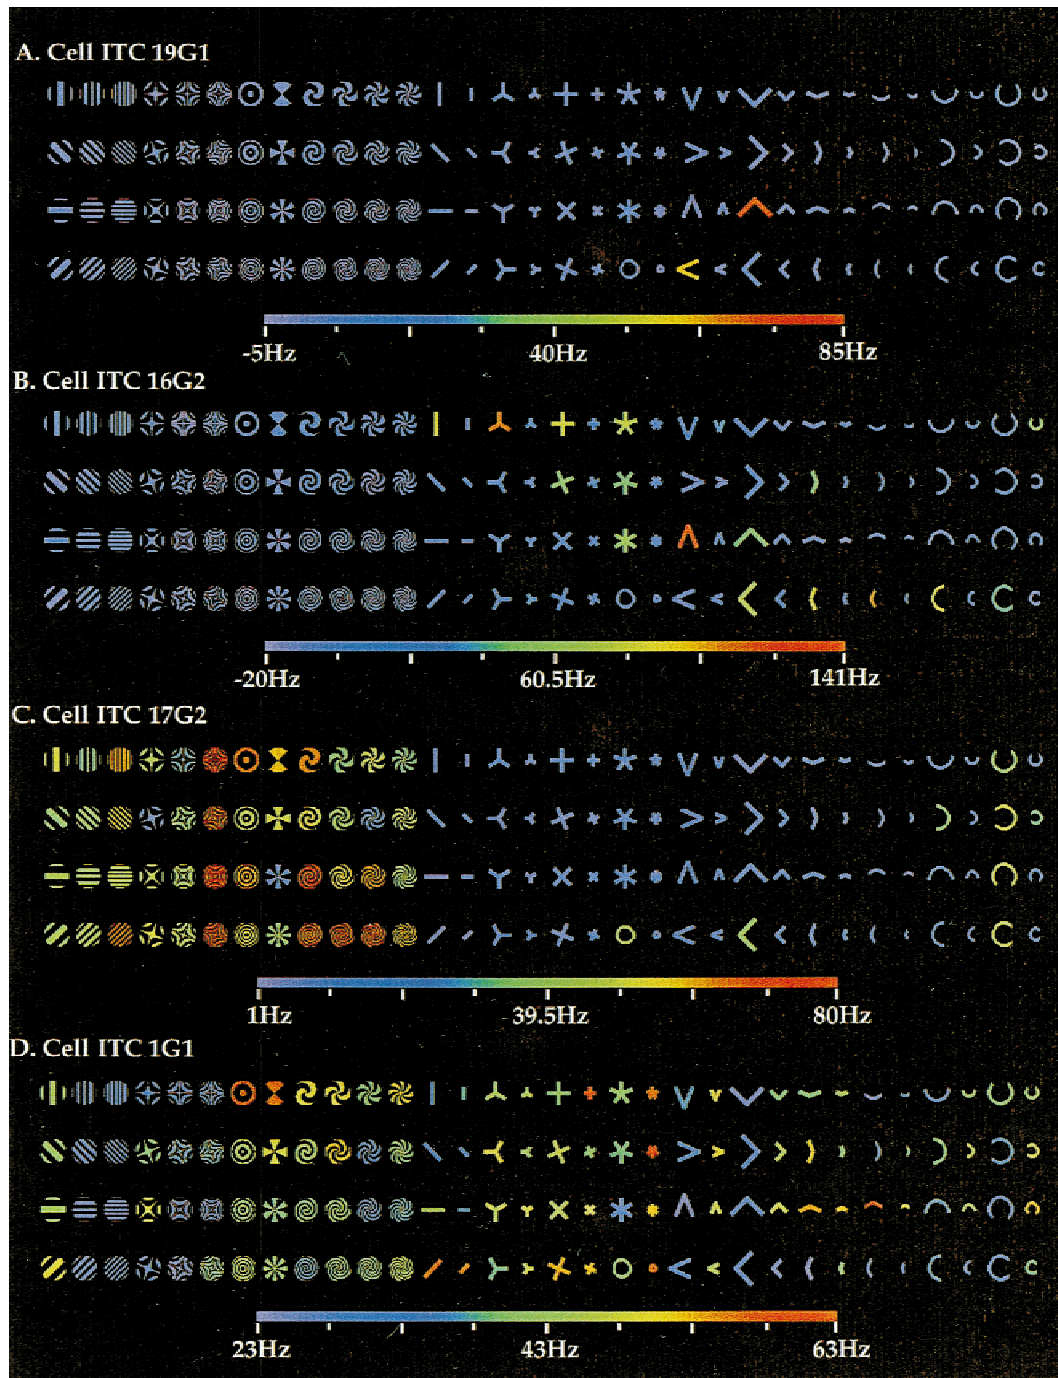 A. Cell ITC 19G1
-5Hz 40Hz 85Hz
B. Cell ITC 16G2
-20Hz 60.5Hz 141Hz
C. Cell ITC 17G2
1Hz 39.5Hz 80Hz
D. Cell ITC 1G1
23Hz 43Hz 63Hz